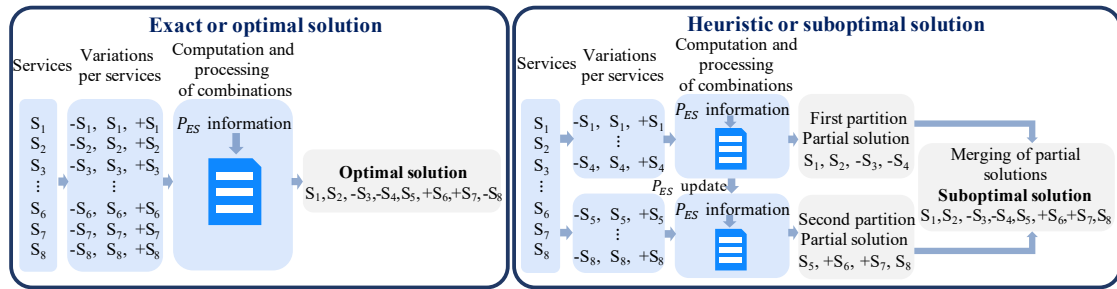 Exact or optimal solution
Services
Variations
per services
Computation and
processing
of combinations
S₁
S₂
S₃
⋮
S₆
S₇
S₈
-S₁, S₁, +S₁
-S₂, S₂, +S₂
-S₃, S₃, +S₃
⋮
-S₆, S₆, +S₆
-S₇, S₇, +S₇
-S₈, S₈, +S₈
P_ES information
Optimal solution
S₁,S₂, -S₃,-S₄,S₅, +S₆,+S₇,-S₈
Heuristic or suboptimal solution
Services
Variations
per services
Computation and
processing
of combinations
S₁
S₂
S₃
⋮
S₆
S₇
S₈
-S₁, S₁, +S₁
⋮
-S₄, S₄, +S₄
P_ES information
First partition
Partial solution
S₁, S₂, -S₃, -S₄
P_ES update
-S₅, S₅, +S₅
⋮
-S₈, S₈, +S₈
P_ES information
Second partition
Partial solution
S₅, +S₆, +S₇, S₈
Merging of partial
solutions
Suboptimal solution
S₁,S₂, -S₃,-S₄,S₅, +S₆,+S₇,S₈